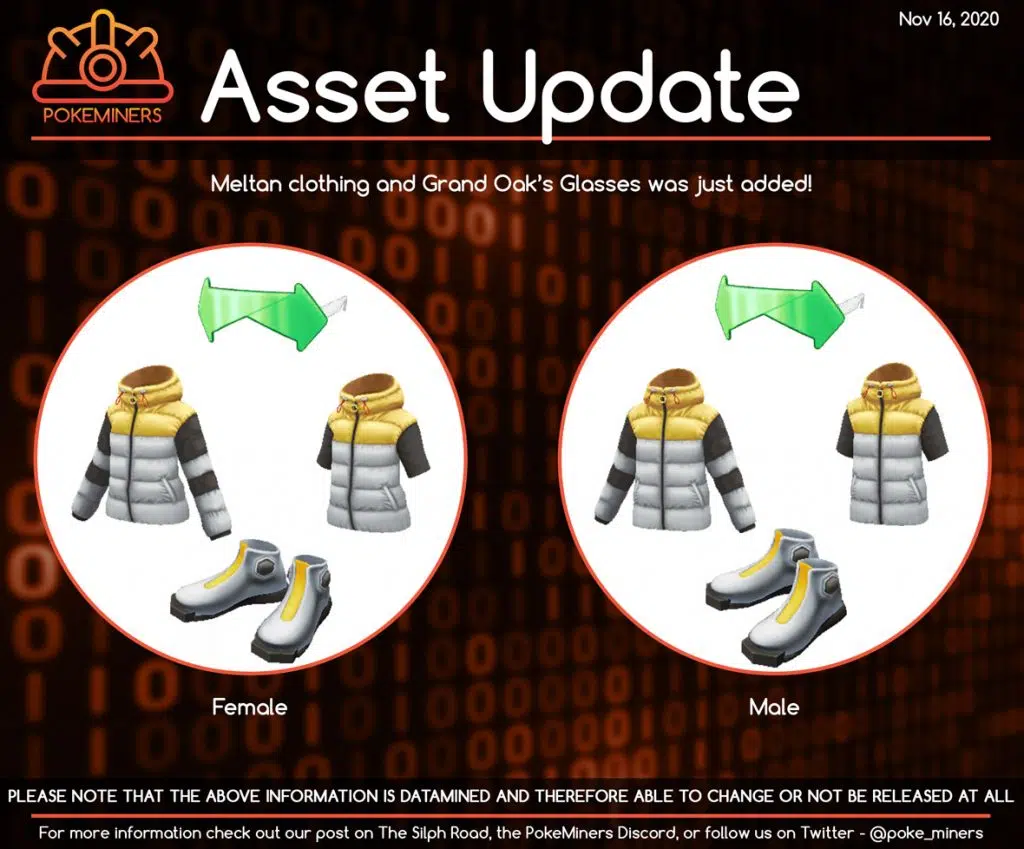 Nov 16, 2020
POKEMINERS
Asset Update
Meltan clothing and Grand Oak's Glasses was just added!
Female
Male
PLEASE NOTE THAT THE ABOVE INFORMATION IS DATAMINED AND THEREFORE ABLE TO CHANGE OR NOT BE RELEASED AT ALL
For more information check out our post on The Silph Road, the PokeMiners Discord, or follow us on Twitter - @poke_miners